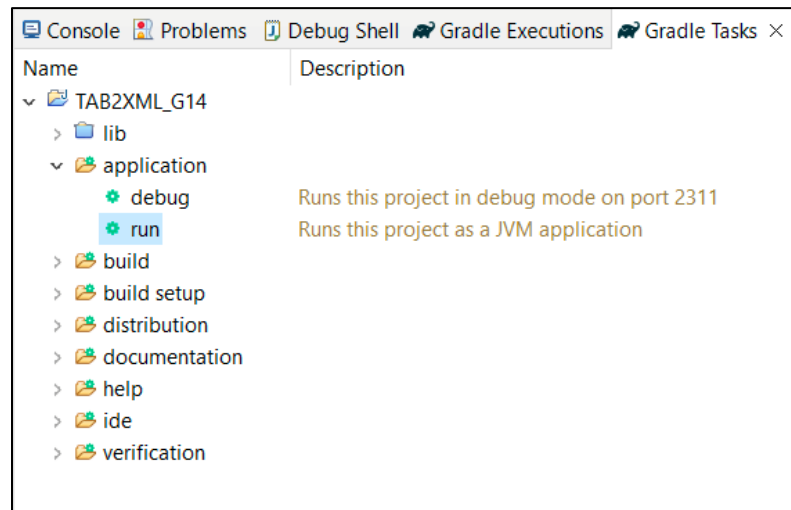 Console Problems Debug Shell Gradle Executions Gradle Tasks
Name Description
TAB2XML_G14
lib
application
debug Runs this project in debug mode on port 2311
run Runs this project as a JVM application
build
build setup
distribution
documentation
help
ide
verification